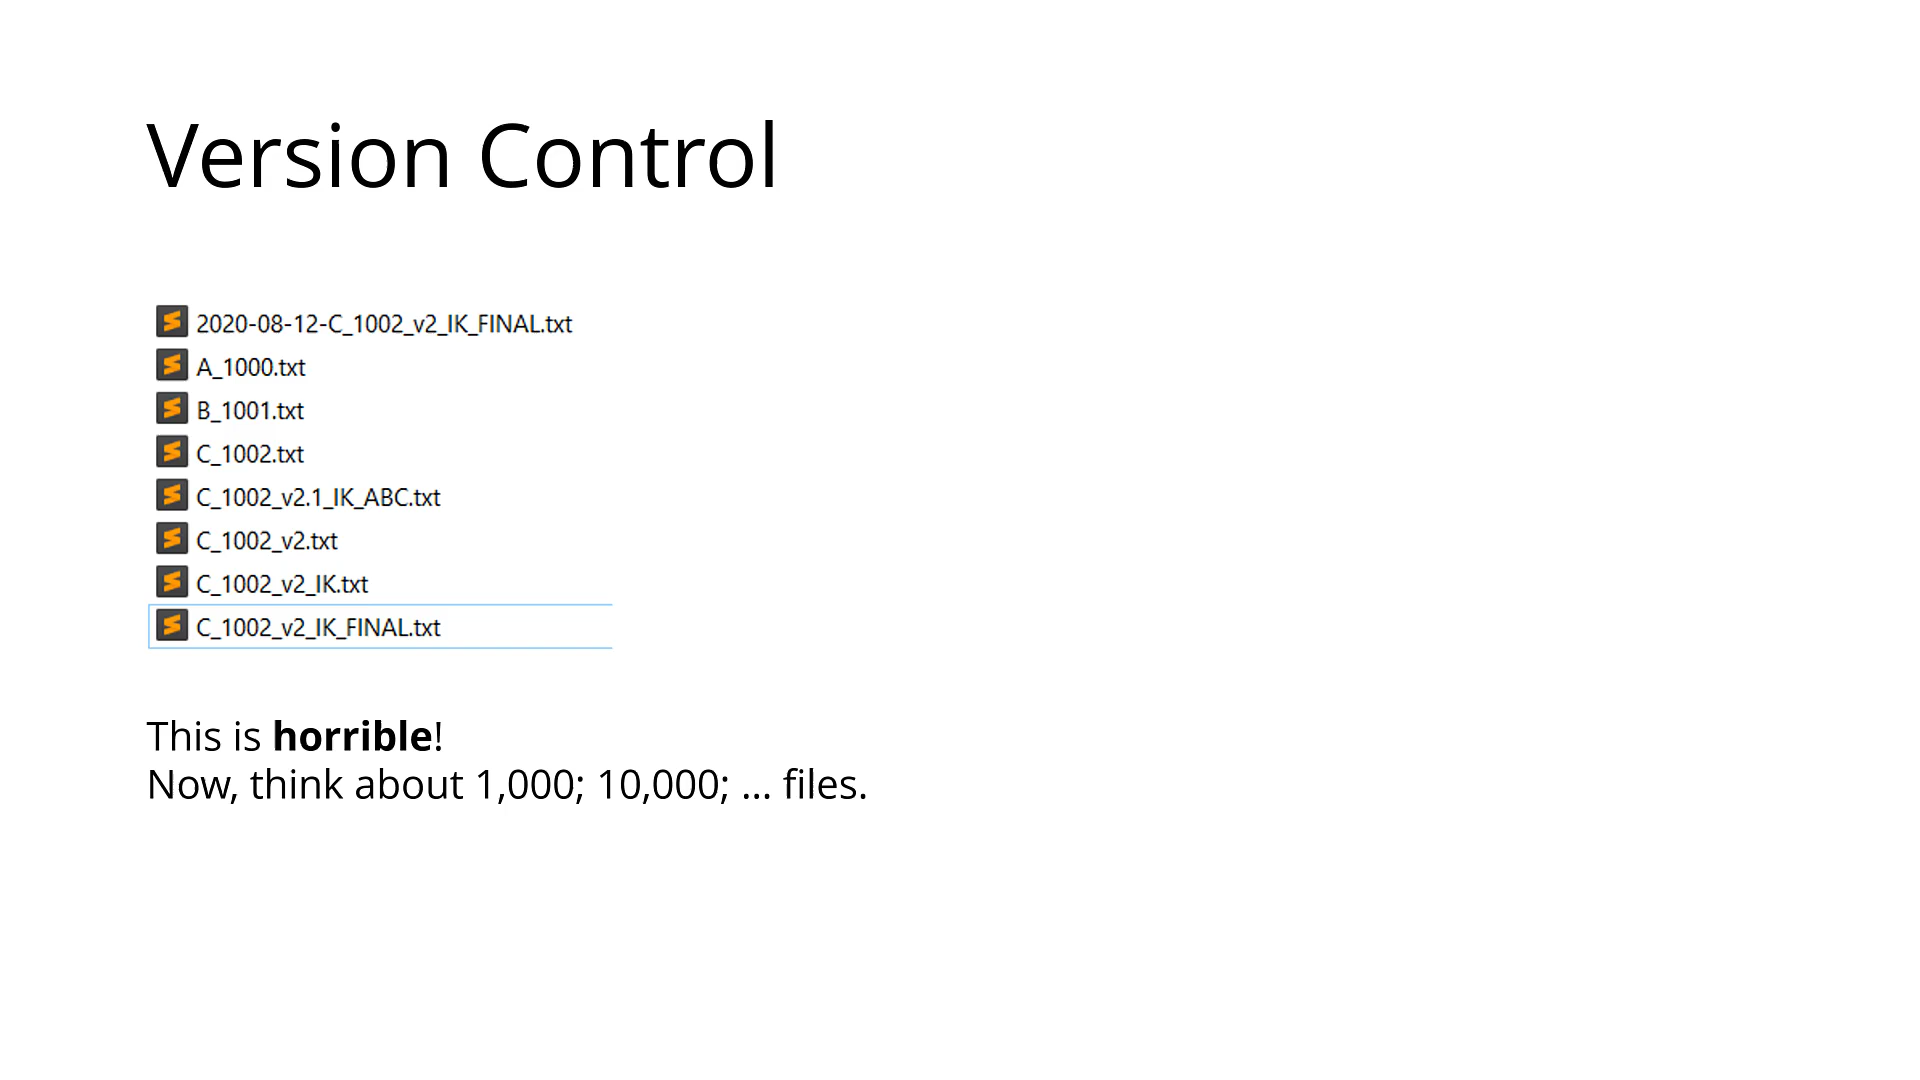 Version Control
2020-08-12-C_1002_v2_IK_FINAL.txt
A_1000.txt
B_1001.txt
C_1002.txt
C_1002_v2.1_IK_ABC.txt
C_1002_v2.txt
C_1002_v2_IK.txt
C_1002_v2_IK_FINAL.txt
This is horrible!
Now, think about 1,000; 10,000; … files.